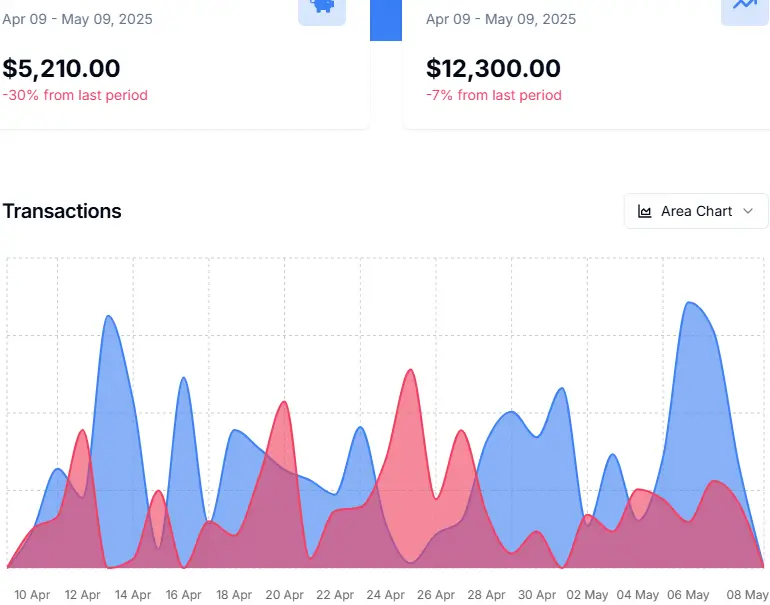 Apr 09 - May 09, 2025
$5,210.00
-30% from last period
Apr 09 - May 09, 2025
$12,300.00
-7% from last period
Transactions
Area Chart
10 Apr 12 Apr 14 Apr 16 Apr 18 Apr 20 Apr 22 Apr 24 Apr 26 Apr 28 Apr 30 Apr 02 May 04 May 06 May 08 May